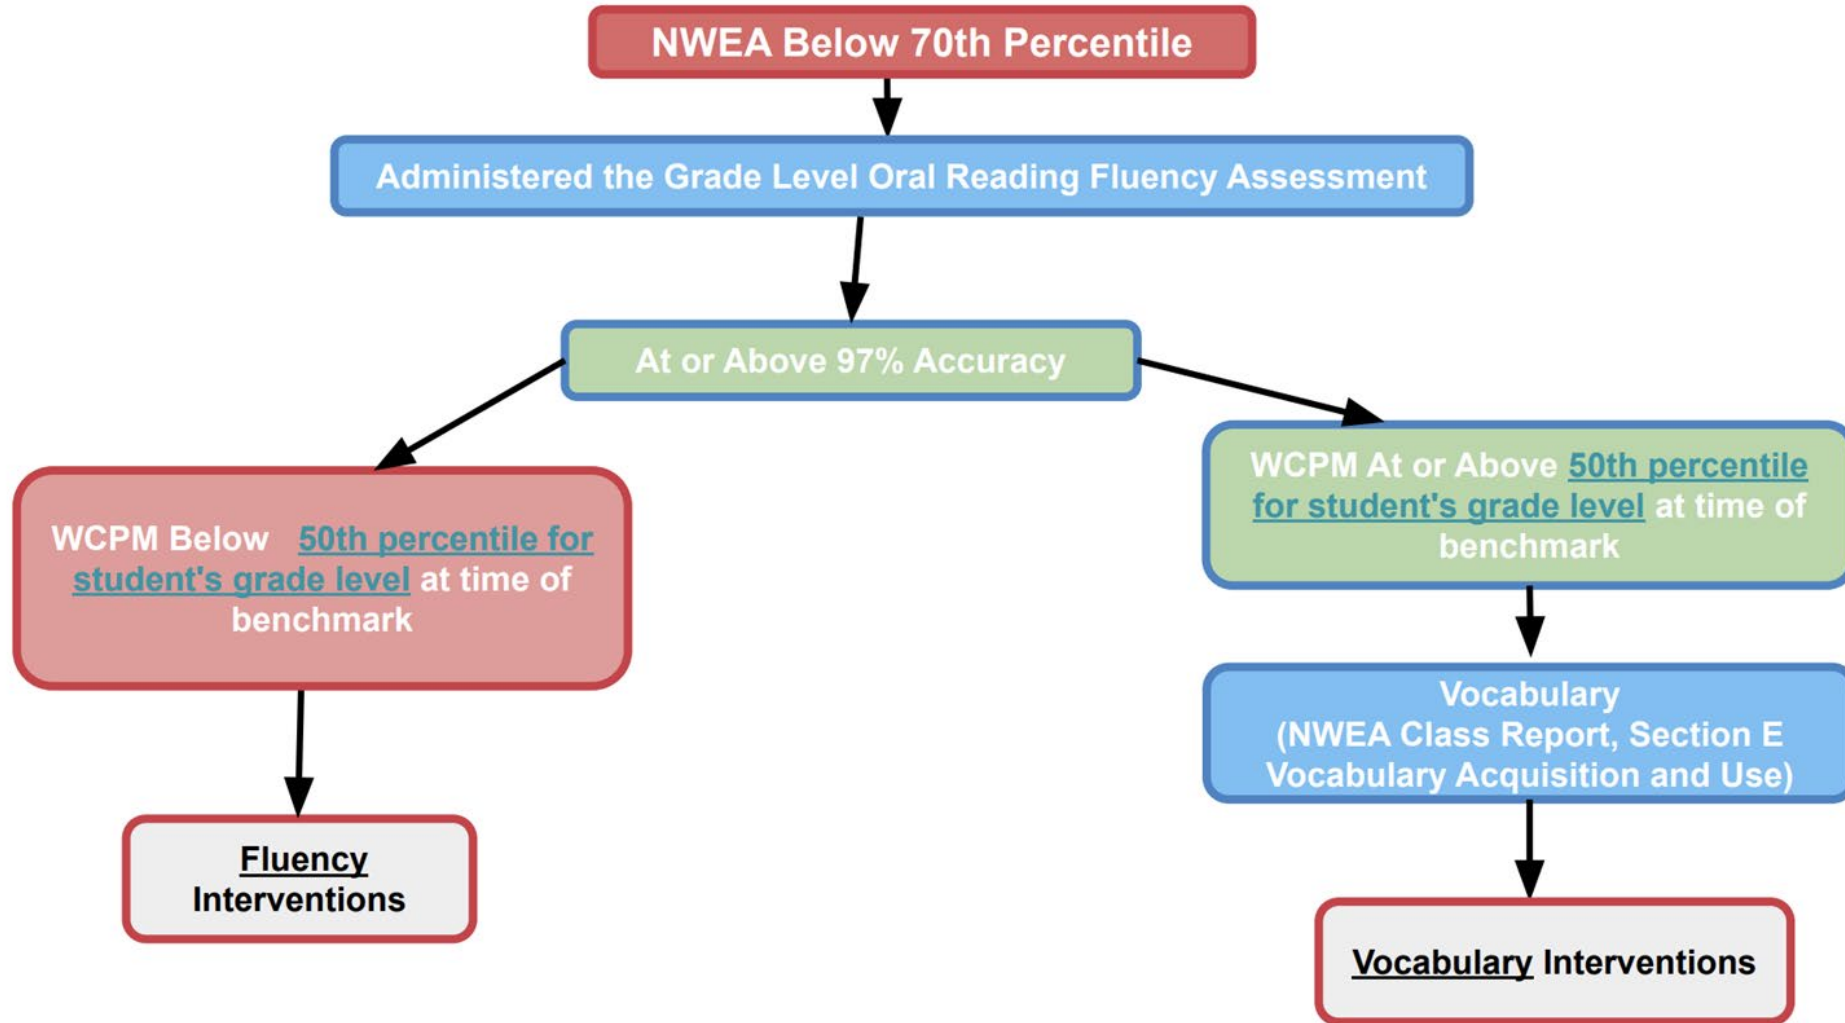 NWEA Below 70th Percentile
Administered the Grade Level Oral Reading Fluency Assessment
At or Above 97% Accuracy
WCPM Below 50th percentile for
student's grade level at time of
benchmark
WCPM At or Above 50th percentile
for student's grade level at time of
benchmark
Vocabulary
(NWEA Class Report, Section E
Vocabulary Acquisition and Use)
Fluency
Interventions
Vocabulary Interventions